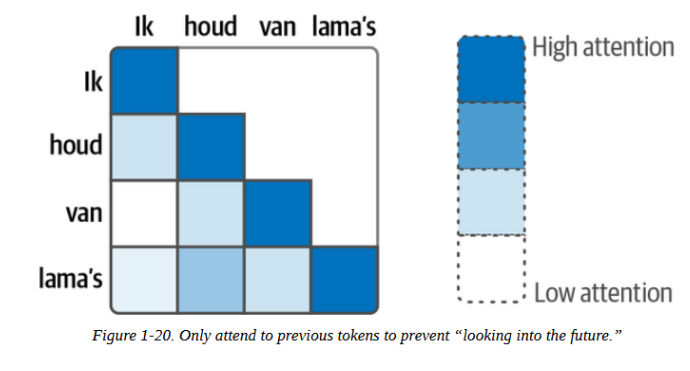 Ik houd van lama's
Ik
houd
van
lama's
High attention
Low attention
Figure 1-20. Only attend to previous tokens to prevent “looking into the future.”